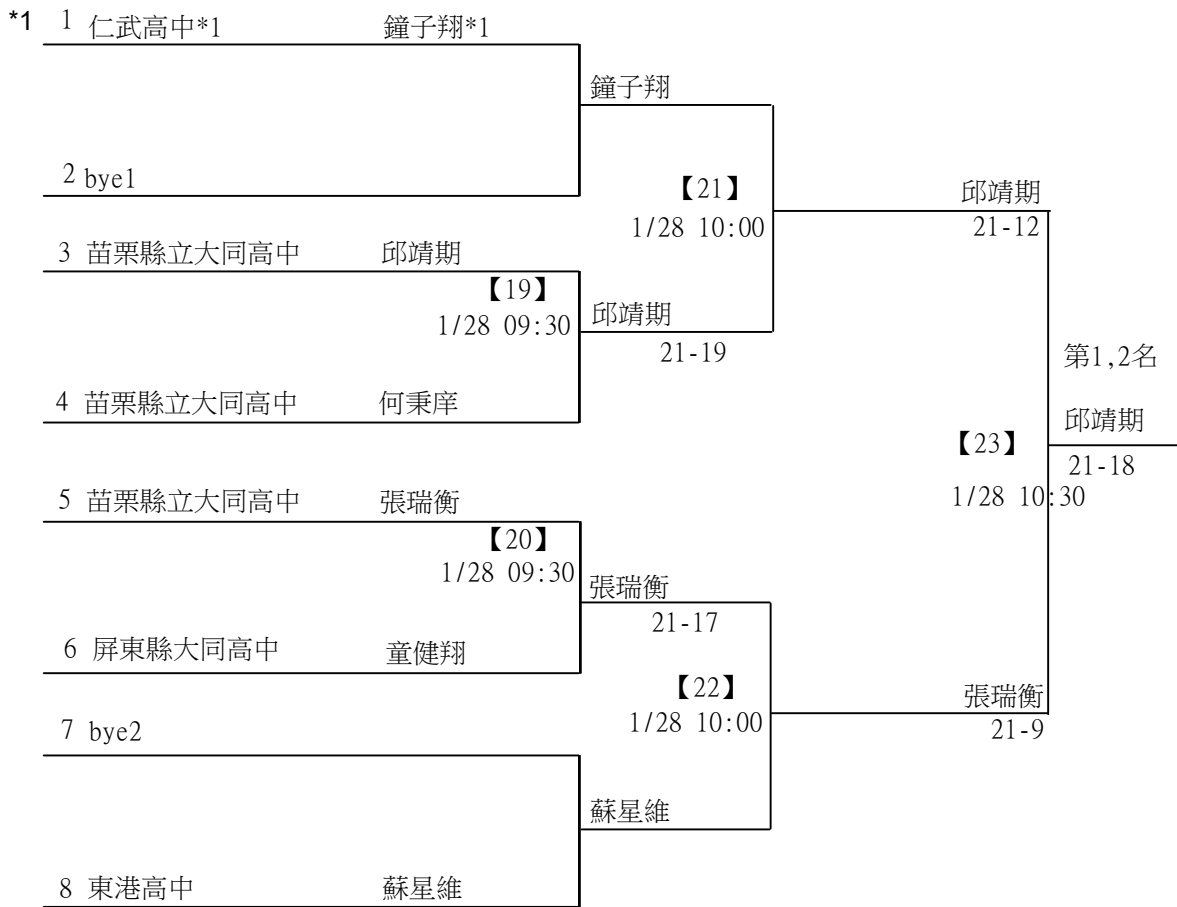 *1 1 仁武高中*1 鐘子翔*1
鐘子翔
2 bye1
【21】
1/28 10:00
邱靖期
21-12
3 苗栗縣立大同高中 邱靖期
【19】
1/28 09:30
邱靖期
21-19
第1,2名
4 苗栗縣立大同高中 何秉庠
邱靖期
【23】
21-18
1/28 10:30
5 苗栗縣立大同高中 張瑞衡
【20】
1/28 09:30
張瑞衡
21-17
6 屏東縣大同高中 童健翔
【22】
1/28 10:00
張瑞衡
21-9
7 bye2
蘇星維
8 東港高中 蘇星維